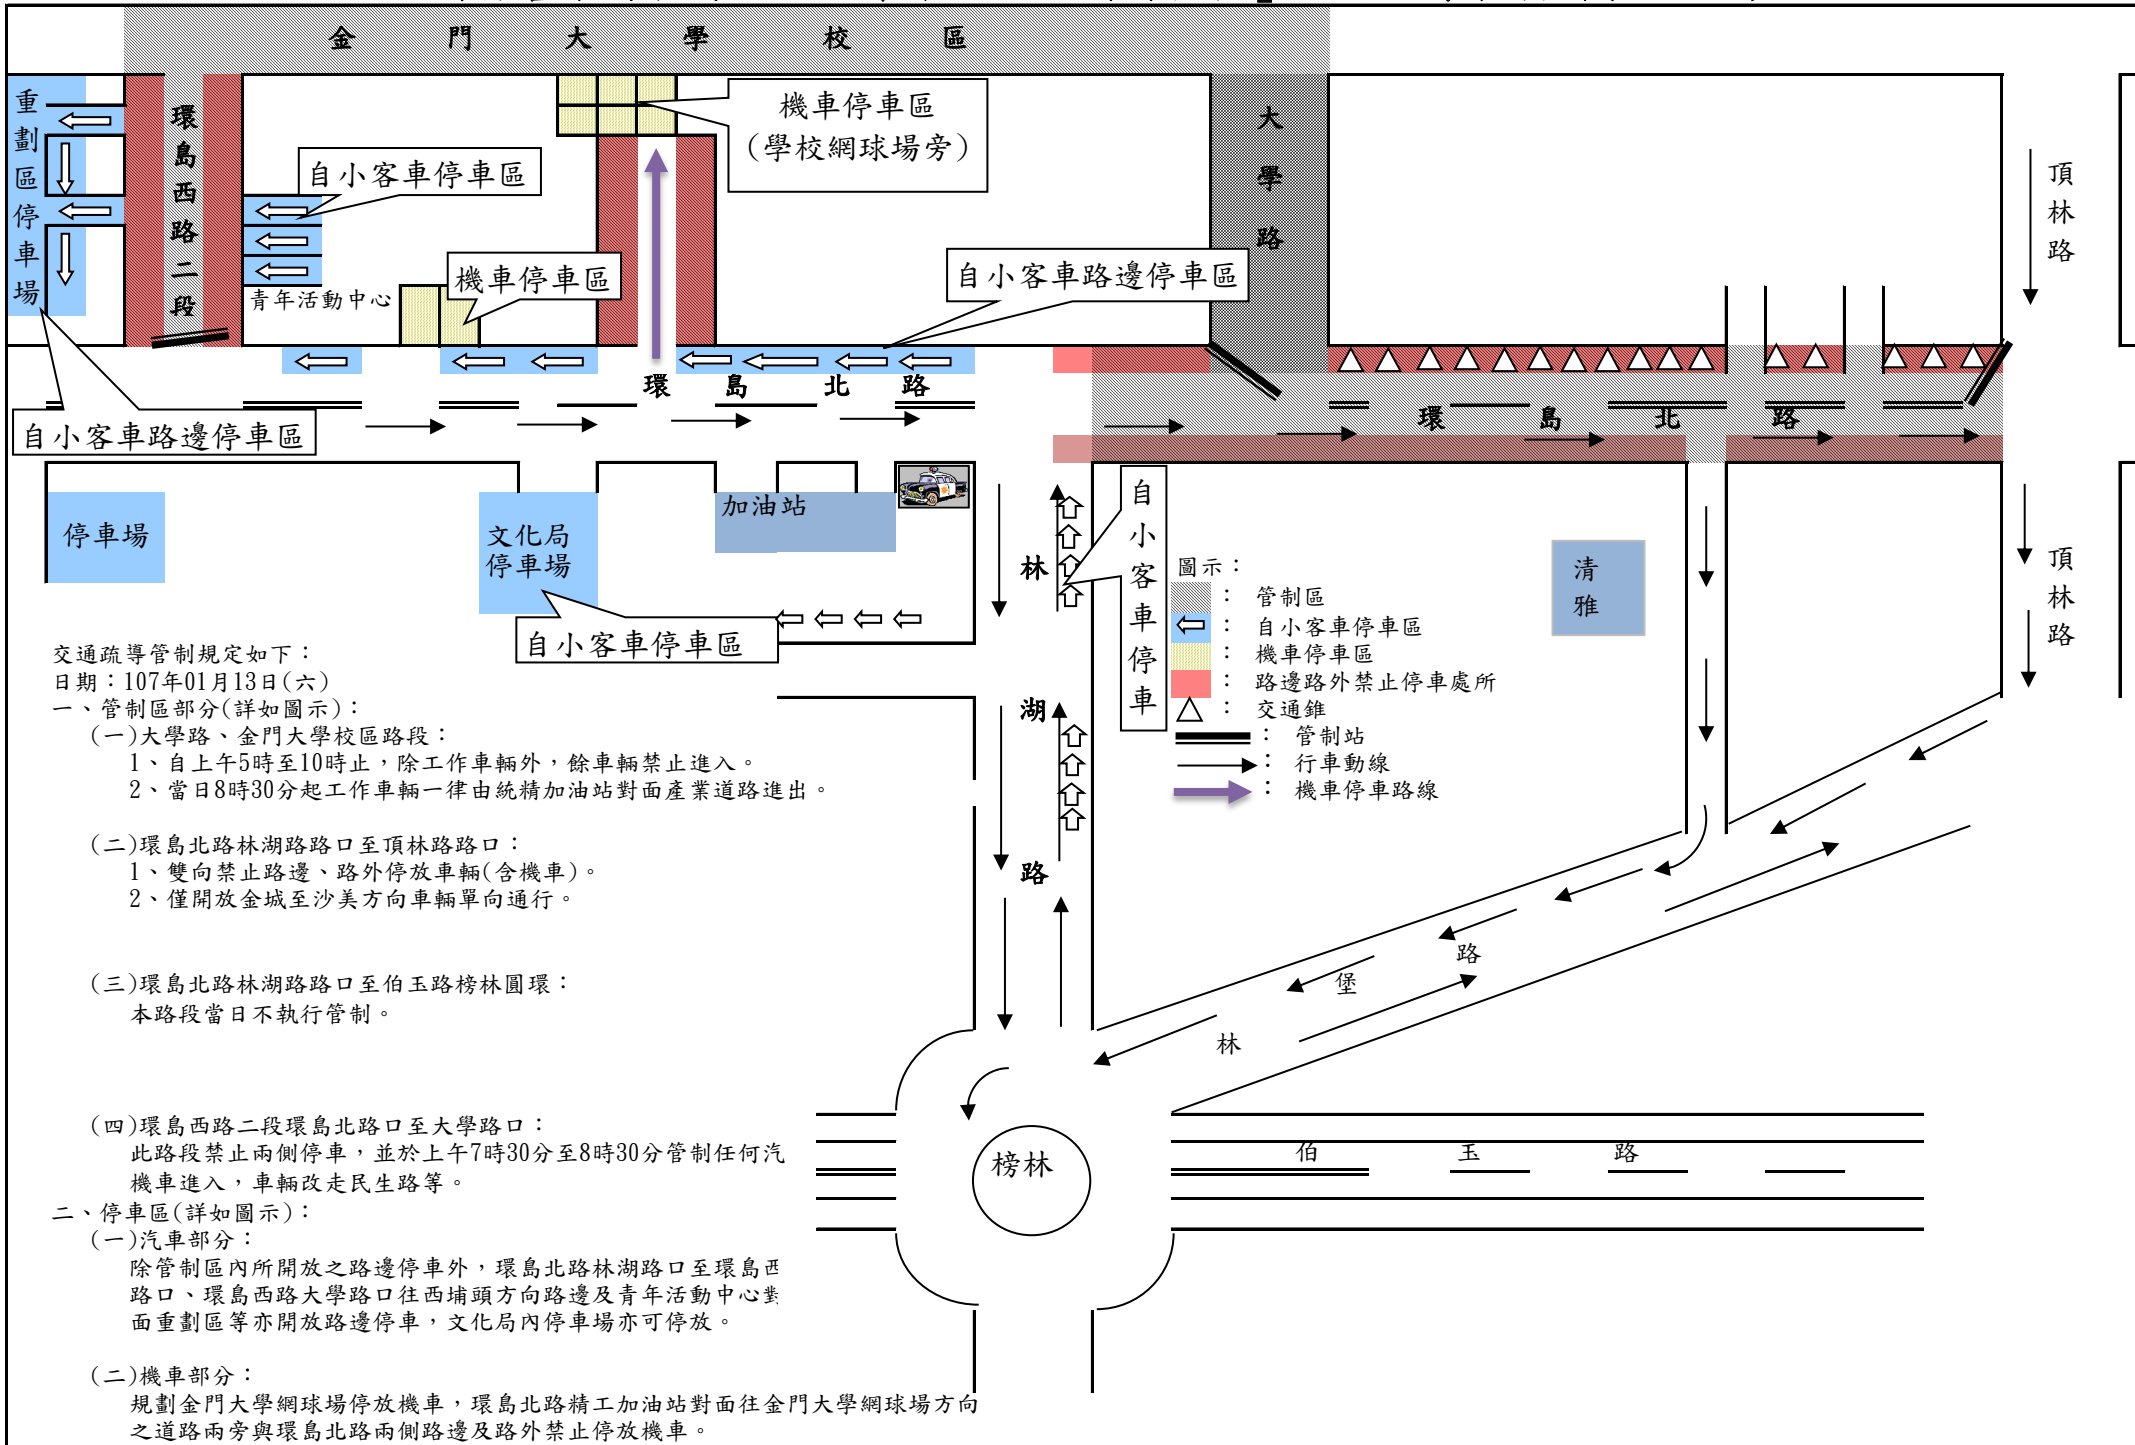 金門大學校區
重劃區停車場
環島西路二段
機車停車區
(學校網球場旁)
大學路
頂林路
自小客車停車區
機車停車區
自小客車路邊停車區
青年活動中心
環島北路
環島北路
自小客車路邊停車區
停車場
文化局
停車場
加油站
自小客車停車
林湖路
清雅
頂林路
自小客車停車區
圖示：
： 管制區
： 自小客車停車區
： 機車停車區
： 路邊路外禁止停車處所
： 交通錐
： 管制站
： 行車動線
： 機車停車路線
交通疏導管制規定如下：
日期：107年01月13日(六)
一、管制區部分(詳如圖示)：
(一)大學路、金門大學校區路段：
1、自上午5時至10時止，除工作車輛外，餘車輛禁止進入。
2、當日8時30分起工作車輛一律由統精加油站對面產業道路進出。
(二)環島北路林湖路路口至頂林路路口：
1、雙向禁止路邊、路外停放車輛(含機車)。
2、僅開放金城至沙美方向車輛單向通行。
(三)環島北路林湖路路口至伯玉路榜林圓環：
本路段當日不執行管制。
(四)環島西路二段環島北路口至大學路口：
此路段禁止兩側停車，並於上午7時30分至8時30分管制任何汽
機車進入，車輛改走民生路等。
二、停車區(詳如圖示)：
(一)汽車部分：
除管制區內所開放之路邊停車外，環島北路林湖路口至環島西
路口、環島西路大學路口往西埔頭方向路邊及青年活動中心對
面重劃區等亦開放路邊停車，文化局內停車場亦可停放。
(二)機車部分：
規劃金門大學網球場停放機車，環島北路精工加油站對面往金門大學網球場方向
之道路兩旁與環島北路兩側路邊及路外禁止停放機車。
林堡路
榜林
伯玉路